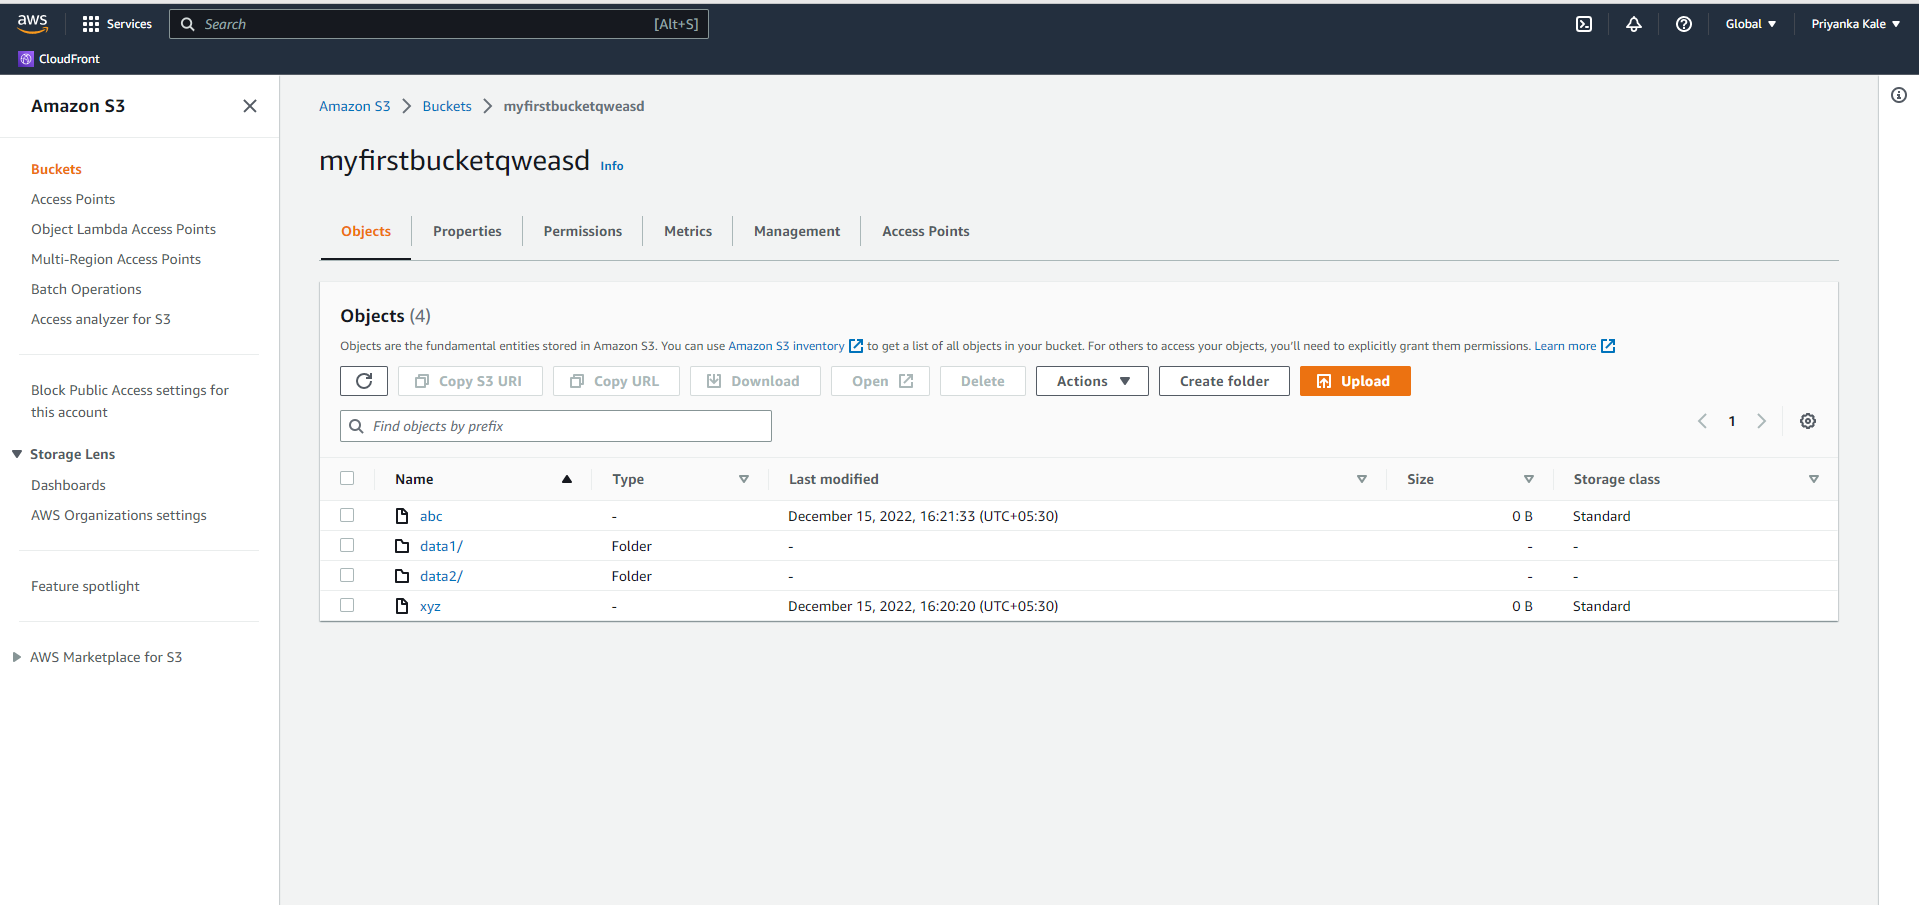 aws Services Search [Alt+S] Global Priyanka Kale
CloudFront
Amazon S3
Buckets
Access Points
Object Lambda Access Points
Multi-Region Access Points
Batch Operations
Access analyzer for S3
Block Public Access settings for
this account
Storage Lens
Dashboards
AWS Organizations settings
Feature spotlight
AWS Marketplace for S3
Amazon S3 Buckets myfirstbucketqweasd
myfirstbucketqweasd Info
Objects Properties Permissions Metrics Management Access Points
Objects (4)
Objects are the fundamental entities stored in Amazon S3. You can use Amazon S3 inventory to get a list of all objects in your bucket. For others to access your objects, you'll need to explicitly grant them permissions. Learn more
Copy S3 URI Copy URL Download Open Delete Actions Create folder Upload
Find objects by prefix 1
Name Type Last modified Size Storage class
abc - December 15, 2022, 16:21:33 (UTC+05:30) 0 B Standard
data1/ Folder - - -
data2/ Folder - - -
xyz - December 15, 2022, 16:20:20 (UTC+05:30) 0 B Standard